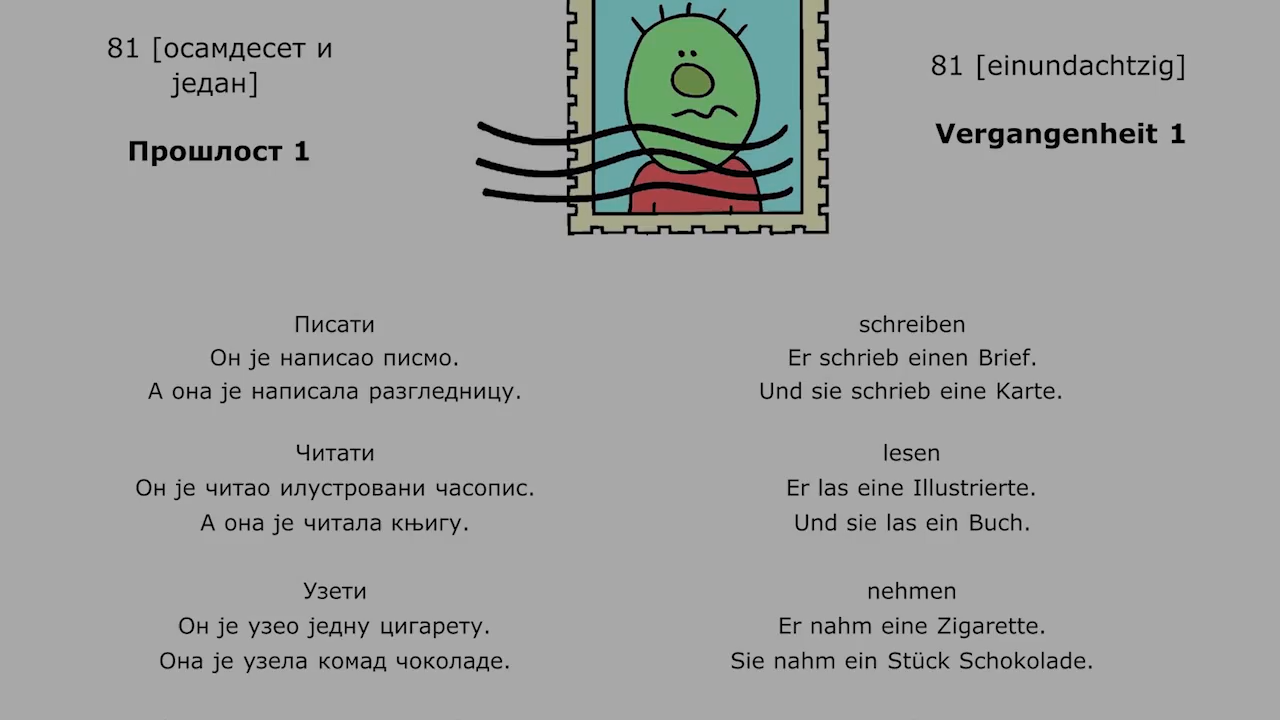 81 [осамдесет и
један]
Прошлост 1
81 [einundachtzig]
Vergangenheit 1
Писати
Он је написао писмо.
А она је написала разгледницу.
schreiben
Er schrieb einen Brief.
Und sie schrieb eine Karte.
Читати
Он је читао илустровани часопис.
А она је читала књигу.
lesen
Er las eine Illustrierte.
Und sie las ein Buch.
Узети
Он је узео једну цигарету.
Она је узела комад чоколаде.
nehmen
Er nahm eine Zigarette.
Sie nahm ein Stück Schokolade.